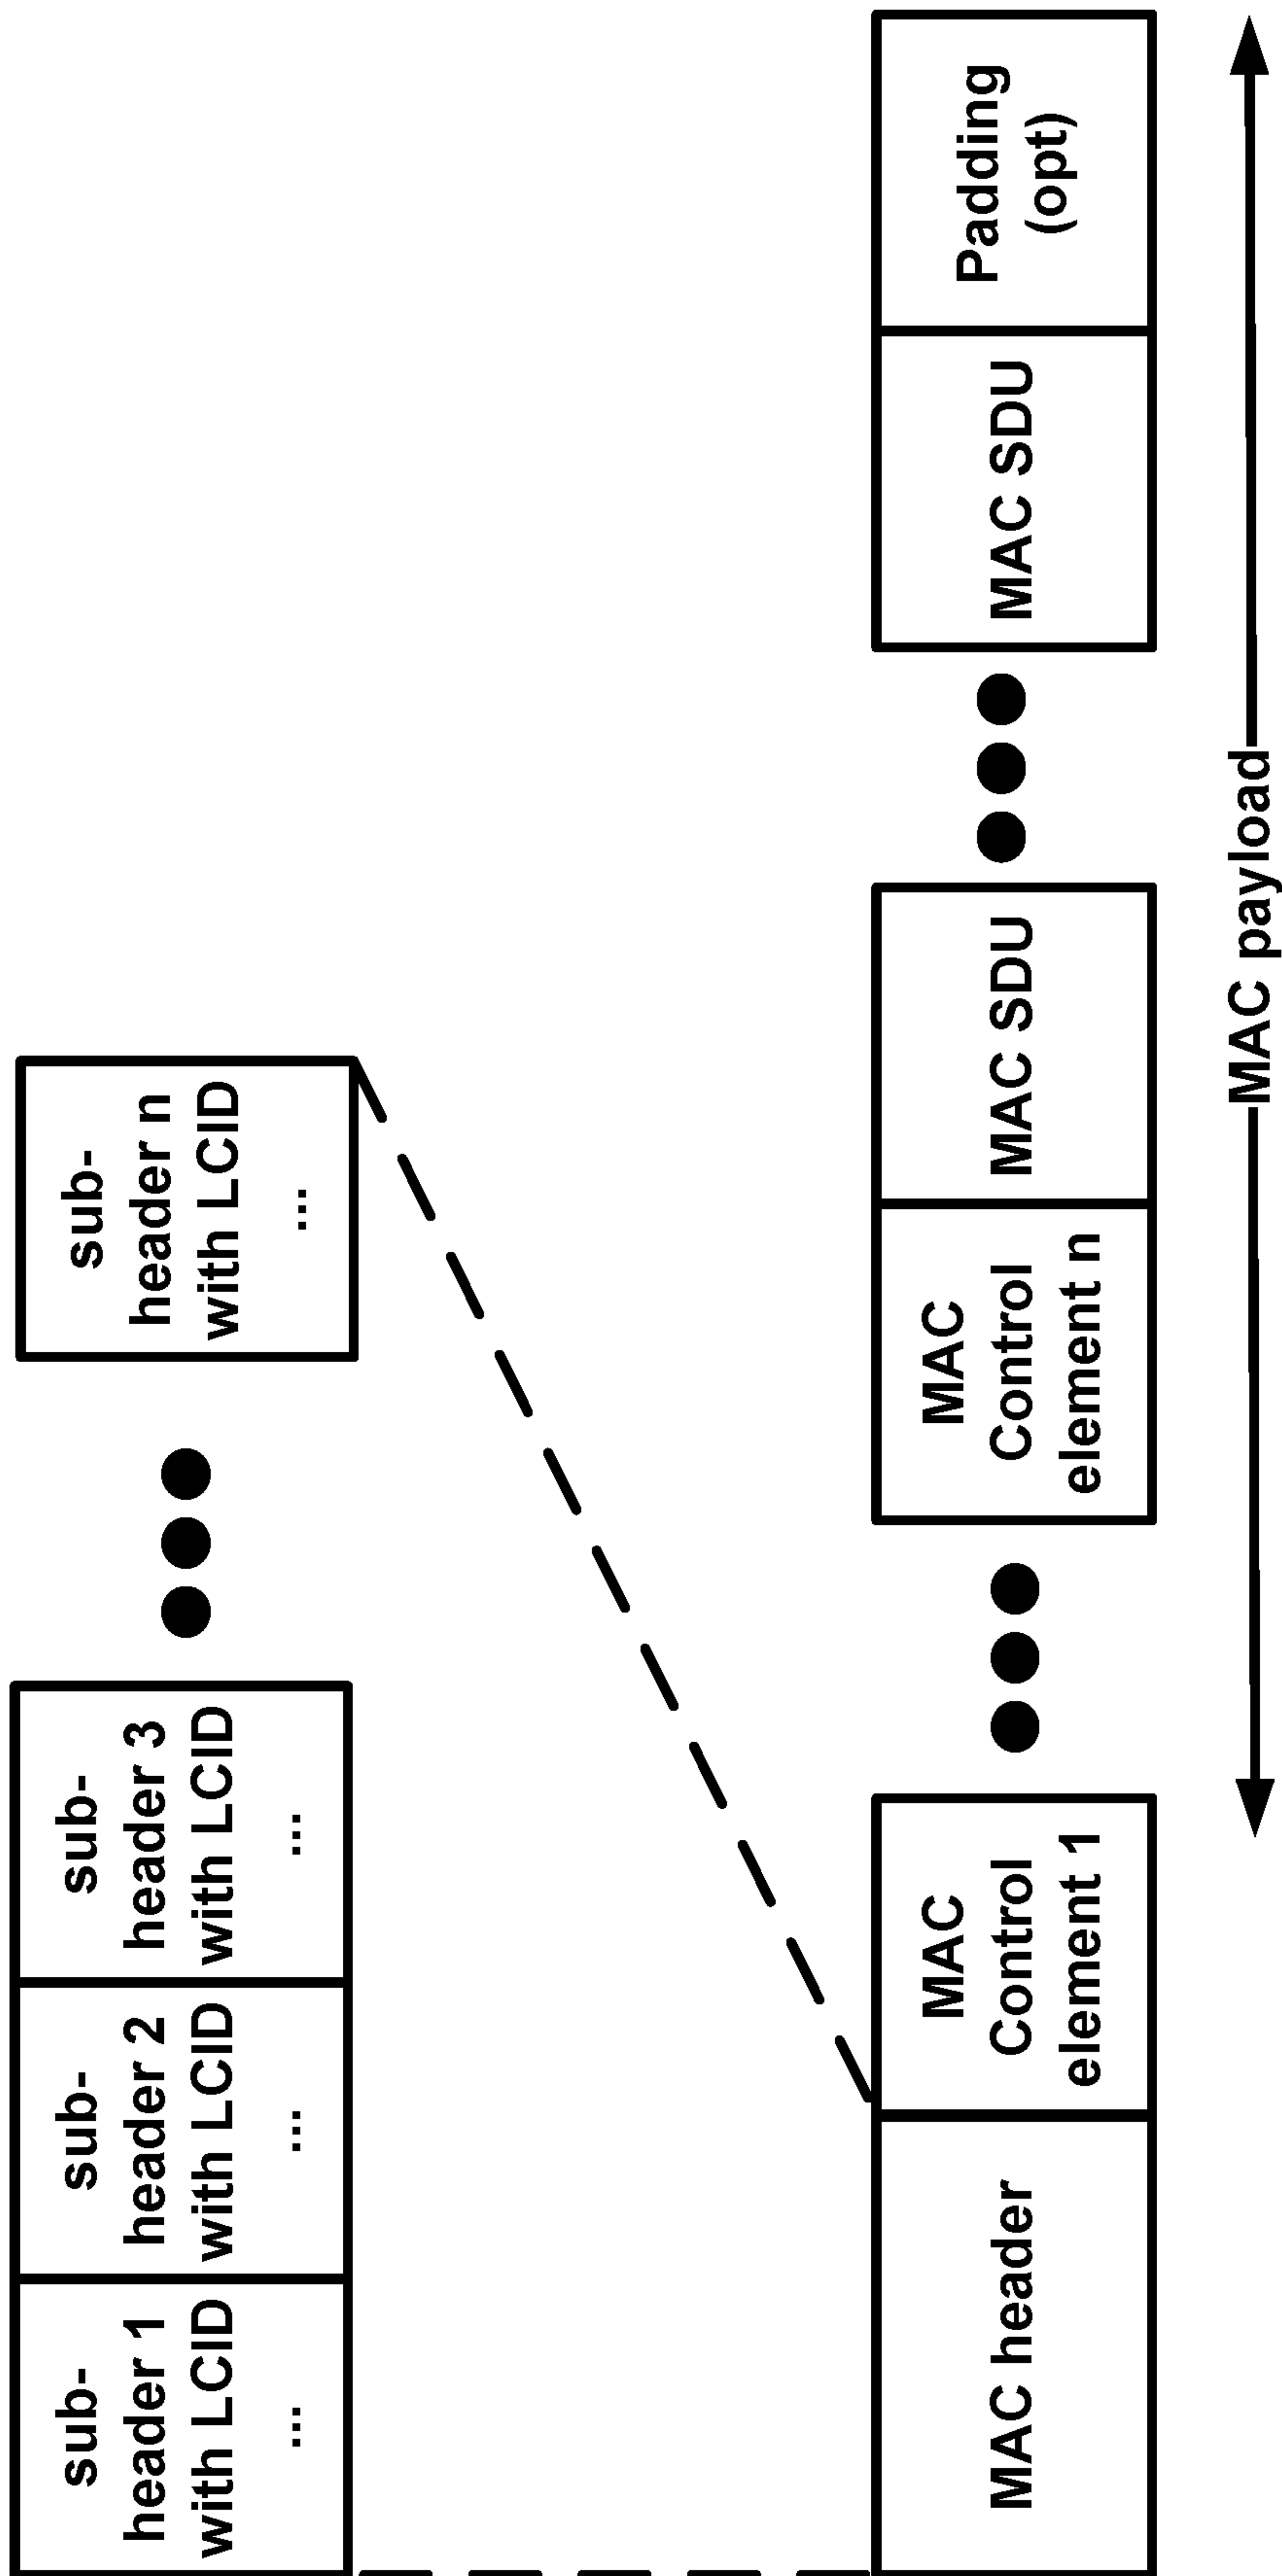 sub-
header 1
with LCID
...
sub-
header 2
with LCID
...
sub-
header 3
with LCID
...
sub-
header n
with LCID
...
MAC header
MAC
Control
element 1
MAC
Control
element n
MAC SDU
MAC SDU
Padding
(opt)
MAC payload